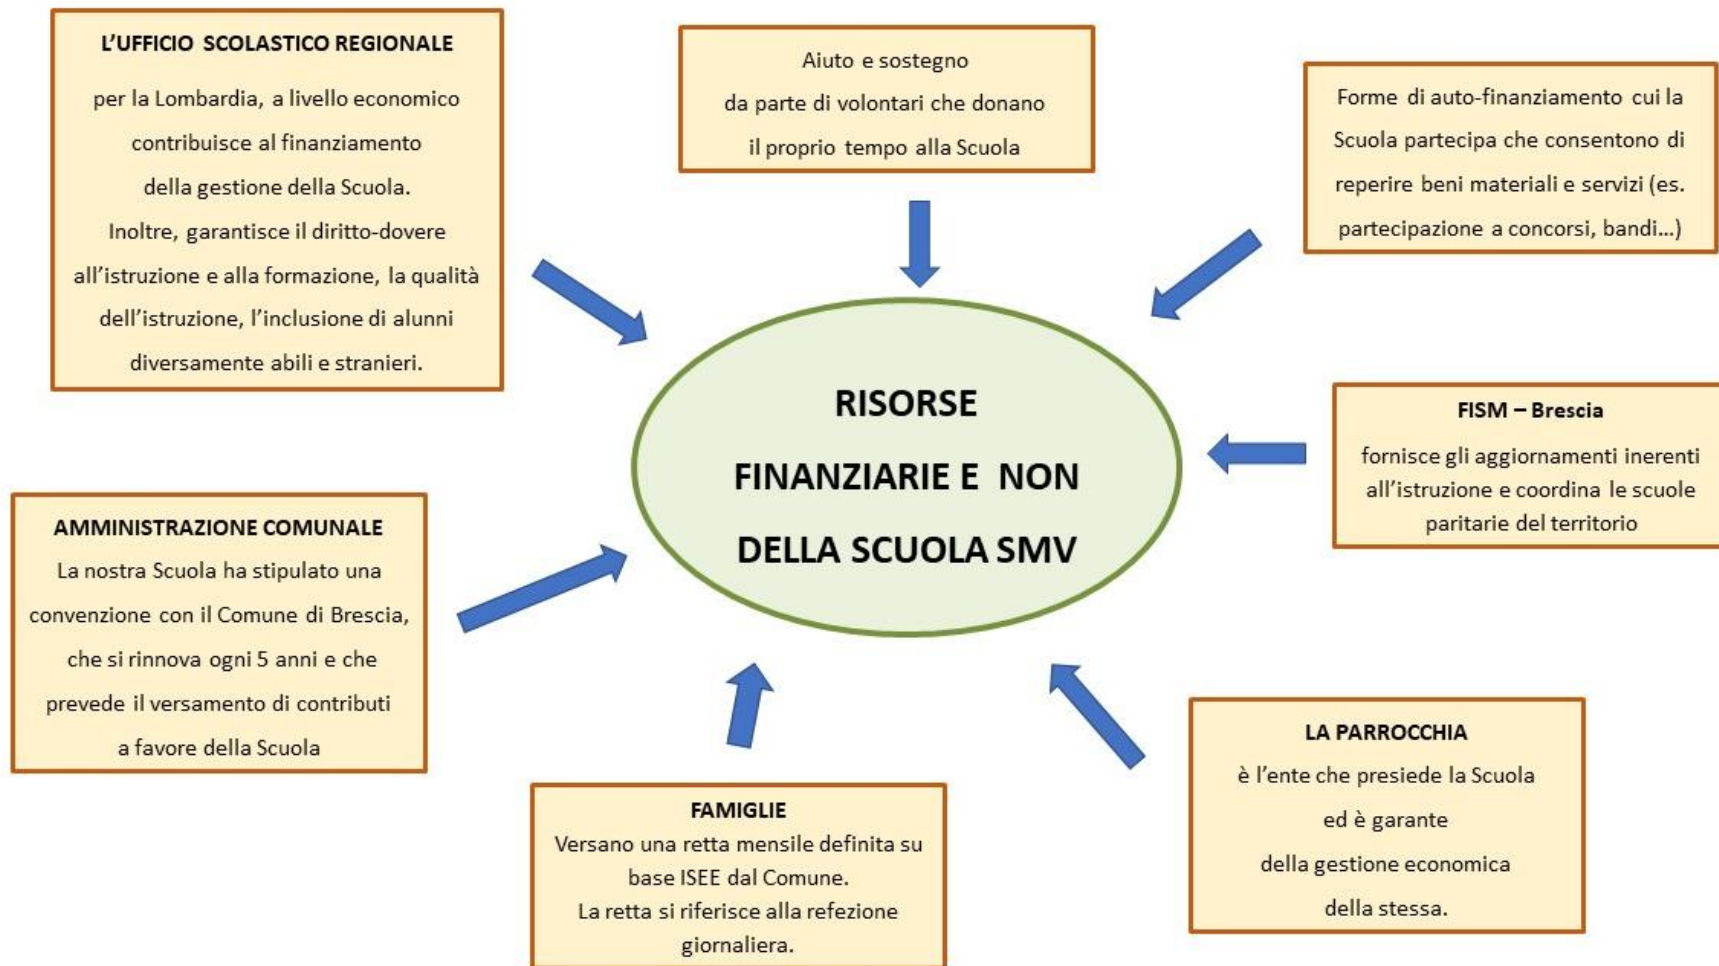 L'UFFICIO SCOLASTICO REGIONALE
per la Lombardia, a livello economico
contribuisce al finanziamento
della gestione della Scuola.
Inoltre, garantisce il diritto-dovere
all'istruzione e alla formazione, la qualità
dell'istruzione, l'inclusione di alunni
diversamente abili e stranieri.
Aiuto e sostegno
da parte di volontari che donano
il proprio tempo alla Scuola
Forme di auto-finanziamento cui la
Scuola partecipa che consentono di
reperire beni materiali e servizi (es.
partecipazione a concorsi, bandi...)
RISORSE
FINANZIARIE E NON
DELLA SCUOLA SMV
FISM – Brescia
fornisce gli aggiornamenti inerenti
all'istruzione e coordina le scuole
paritarie del territorio
AMMINISTRAZIONE COMUNALE
La nostra Scuola ha stipulato una
convenzione con il Comune di Brescia,
che si rinnova ogni 5 anni e che
prevede il versamento di contributi
a favore della Scuola
FAMIGLIE
Versano una retta mensile definita su
base ISEE dal Comune.
La retta si riferisce alla refezione
giornaliera.
LA PARROCCHIA
è l'ente che presiede la Scuola
ed è garante
della gestione economica
della stessa.